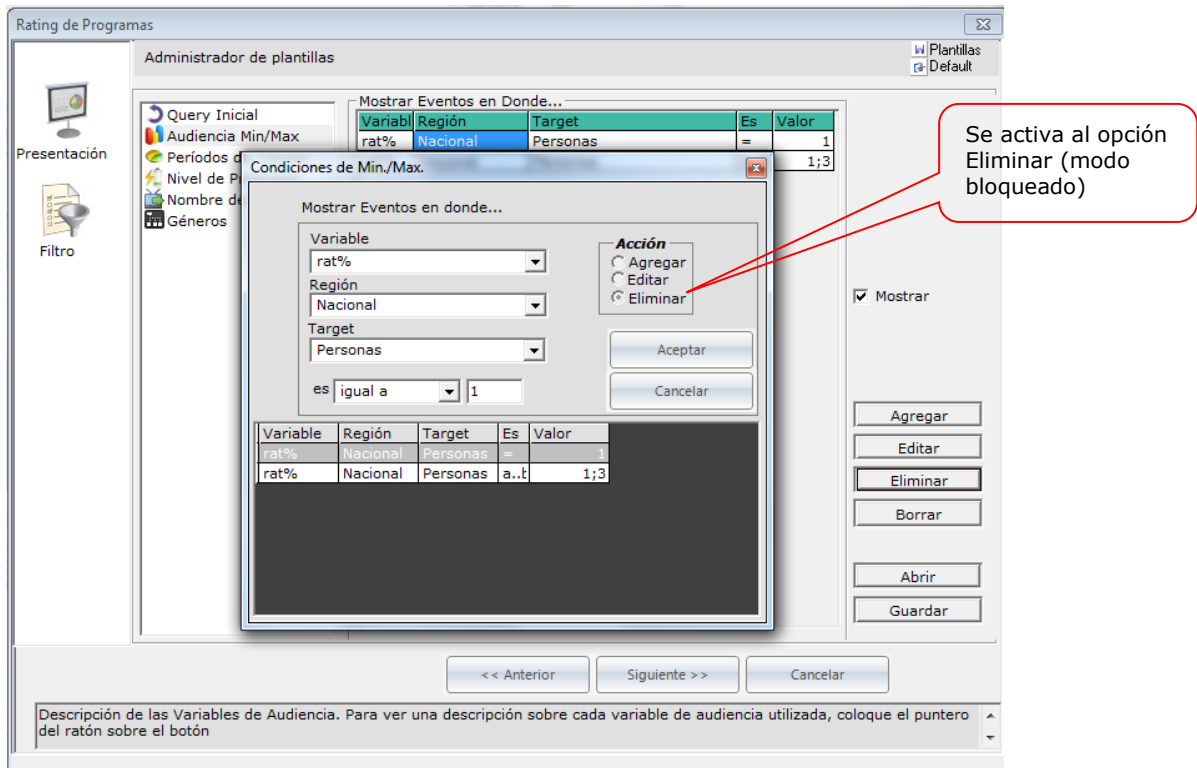 Rating de Programas
Administrador de plantillas
Plantillas
Default
Presentación
Filtro
Query Inicial
Audiencia Min/Max
Períodos d
Nivel de P
Nombre de
Géneros
Mostrar Eventos en Donde...
Variabl Región Target Es Valor
rat% Nacional Personas = 1
1;3
Se activa al opción
Eliminar (modo
bloqueado)
Condiciones de Min./Max.
Mostrar Eventos en donde...
Variable
rat%
Región
Nacional
Target
Personas
es igual a 1
Acción
Agregar
Editar
Eliminar
Aceptar
Cancelar
Variable Región Target Es Valor
rat% Nacional Personas = 1
rat% Nacional Personas a..b 1;3
Mostrar
Agregar
Editar
Eliminar
Borrar
Abrir
Guardar
<< Anterior Siguiente >> Cancelar
Descripción de las Variables de Audiencia. Para ver una descripción sobre cada variable de audiencia utilizada, coloque el puntero
del ratón sobre el botón